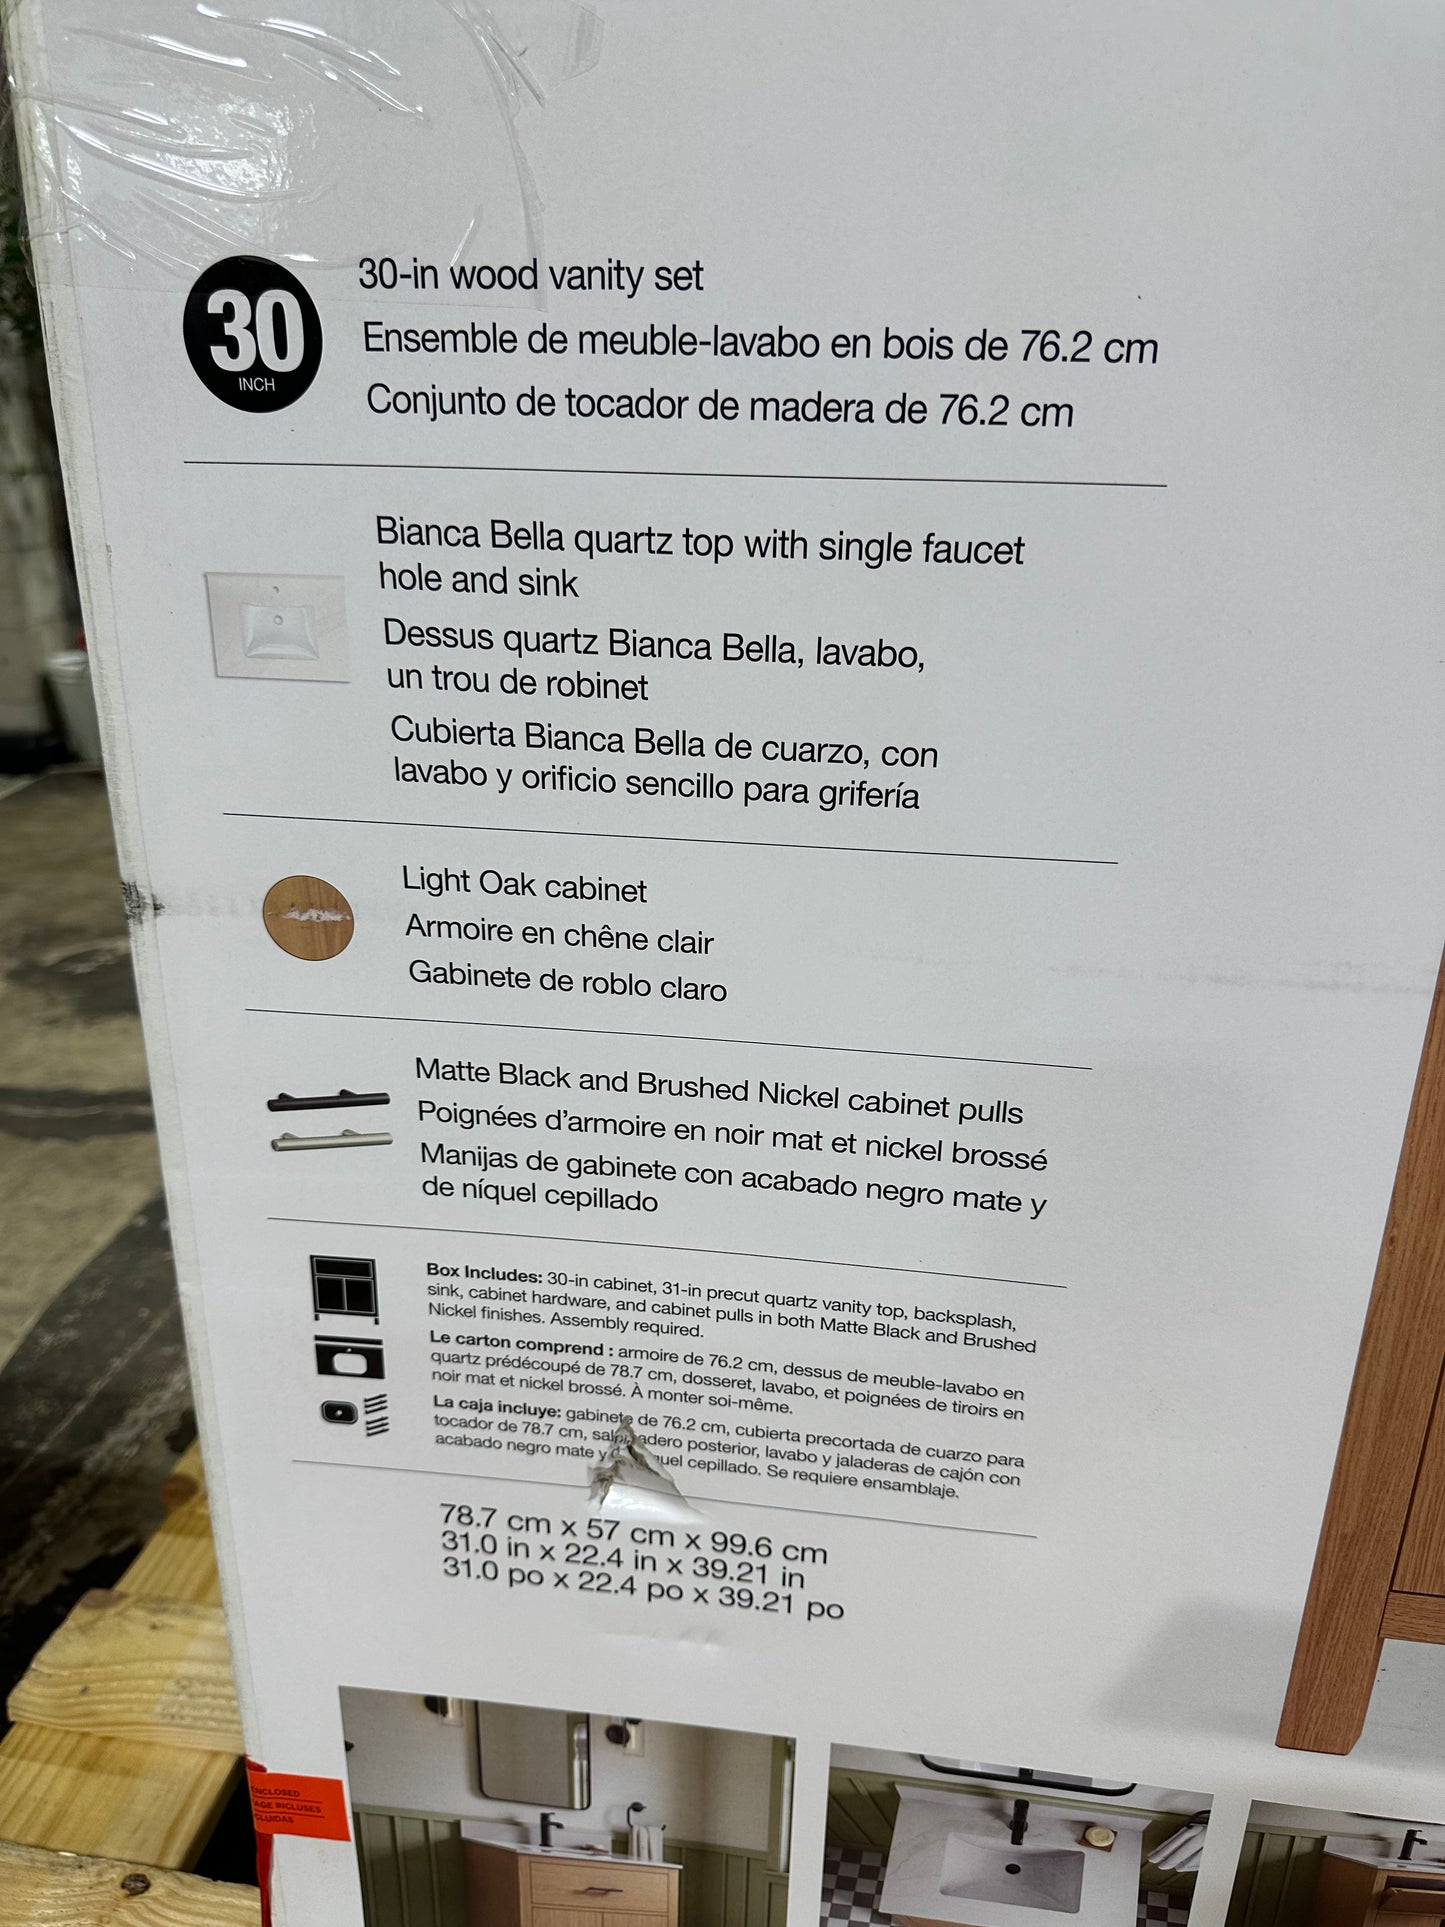 30
INCH
30-in wood vanity set
Ensemble de meuble-lavabo en bois de 76.2 cm
Conjunto de tocador de madera de 76.2 cm
Bianca Bella quartz top with single faucet
hole and sink
Dessus quartz Bianca Bella, lavabo,
un trou de robinet
Cubierta Bianca Bella de cuarzo, con
lavabo y orificio sencillo para grifería
Light Oak cabinet
Armoire en chêne clair
Gabinete de roblo claro
Matte Black and Brushed Nickel cabinet pulls
Poignées d'armoire en noir mat et nickel brossé
Manijas de gabinete con acabado negro mate y
de níquel cepillado
Box Includes: 30-in cabinet, 31-in precut quartz vanity top, backsplash,
sink, cabinet hardware, and cabinet pulls in both Matte Black and Brushed
Nickel finishes. Assembly required.
Le carton comprend : armoire de 76.2 cm, dessus de meuble-lavabo en
quartz prédécoupé de 78.7 cm, dosseret, lavabo, et poignées de tiroirs en
noir mat et nickel brossé. À monter soi-même.
La caja incluye: gabinete de 76.2 cm, cubierta precortada de cuarzo para
tocador de 78.7 cm, posterior, lavabo y jaladeras de cajón con
acabado negro mate y cepillado. Se requiere ensamblaje.
78.7 cm x 57 cm x 99.6 cm
31.0 in x 22.4 in x 39.21 in
31.0 po x 22.4 po x 39.21 po
INCLUSES